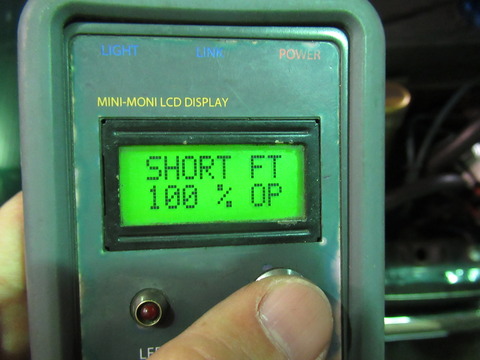 LIGHT LINK POWER
MINI-MONI LCD DISPLAY
SHORT FT
100 % OP